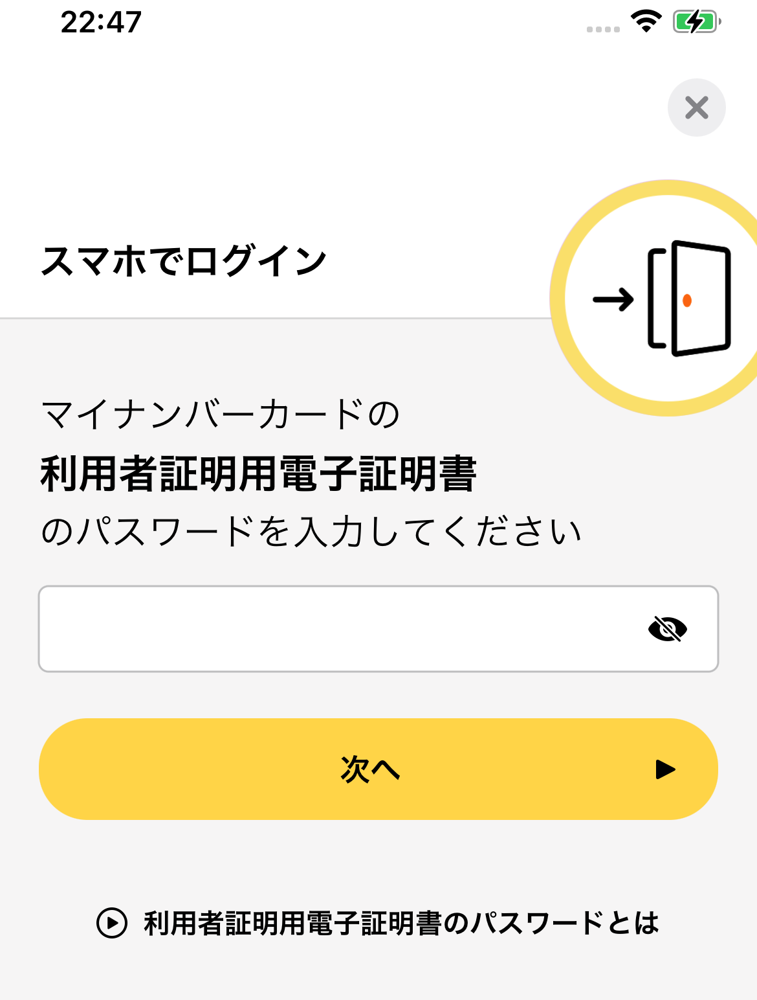 22:47
スマホでログイン
マイナンバーカードの
利用者証明用電子証明書
のパスワードを入力してください
次へ
利用者証明用電子証明書のパスワードとは